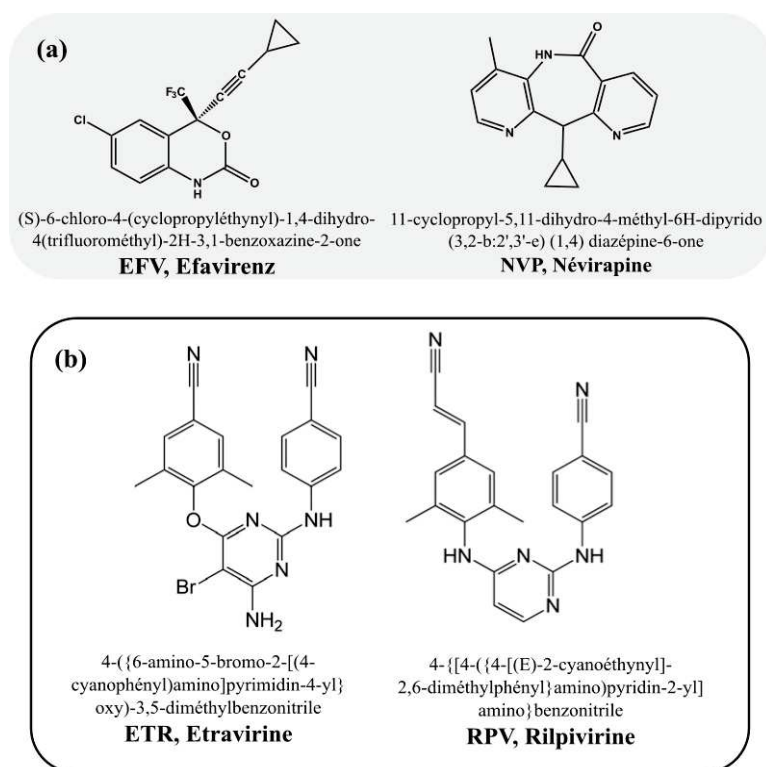 (a)
F₃C
Cl
O
N
H
O
(S)-6-chloro-4-(cyclopropyléthynyl)-1,4-dihydro-
4(trifluorométhyl)-2H-3,1-benzoxazine-2-one
EFV, Efavirenz
O
HN
N
N
11-cyclopropyl-5,11-dihydro-4-méthyl-6H-dipyrido
(3,2-b:2',3'-e) (1,4) diazépine-6-one
NVP, Névirapine
(b)
N
N
O
N
NH
N
Br
NH₂
4-({6-amino-5-bromo-2-[(4-
cyanophényl)amino]pyrimidin-4-yl}
oxy)-3,5-diméthylbenzonitrile
ETR, Etravirine
N
N
HN
N
NH
N
4-{[4-({4-[(E)-2-cyanoéthynyl]-
2,6-diméthylphényl}amino)pyridin-2-yl]
amino}benzonitrile
RPV, Rilpivirine